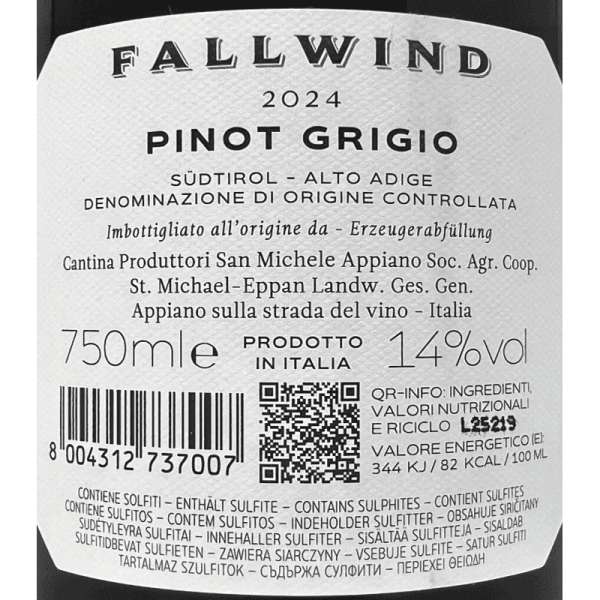 FALLWIND
2024
PINOT GRIGIO
SÜDTIROL – ALTO ADIGE
DENOMINAZIONE DI ORIGINE CONTROLLATA
Imbottigliato all'origine da - Erzeugerabfüllung
Cantina Produttori San Michele Appiano Soc. Agr. Coop.
St. Michael-Eppan Landw. Ges. Gen.
Appiano sulla strada del vino - Italia
750ml e PRODOTTO IN ITALIA 14%vol
QR-INFO: INGREDIENTI,
VALORI NUTRIZIONALI
E RICICLO L25219
VALORE ENERGETICO (E):
344 KJ / 82 KCAL / 100 ML
8 004312 737007
CONTIENE SOLFITI – ENTHÄLT SULFITE – CONTAINS SULPHITES – CONTIENT SULFITES
CONTIENE SULFITOS – CONTEM SULFITOS – INDEHOLDER SULFITTER – OBSAHUJE SIRIČITANY
SUDĖTYLEYRA SULFITAI – INNEHALLER SULFITER – SISÄLTÄÄ SULFITTEJA – SISALDAB
SULFITIDBEVAT SULFIETEN – ZAWIERA SIARCZYNY – VSEBUJE SULFITE – SATUR SULFITI
TARTALMAZ SZULFITOK – СЪДЪРЖА СУЛФИТИ – ΠΕΡΙΕΧΕΙ ΘΕΙΩΔΗ